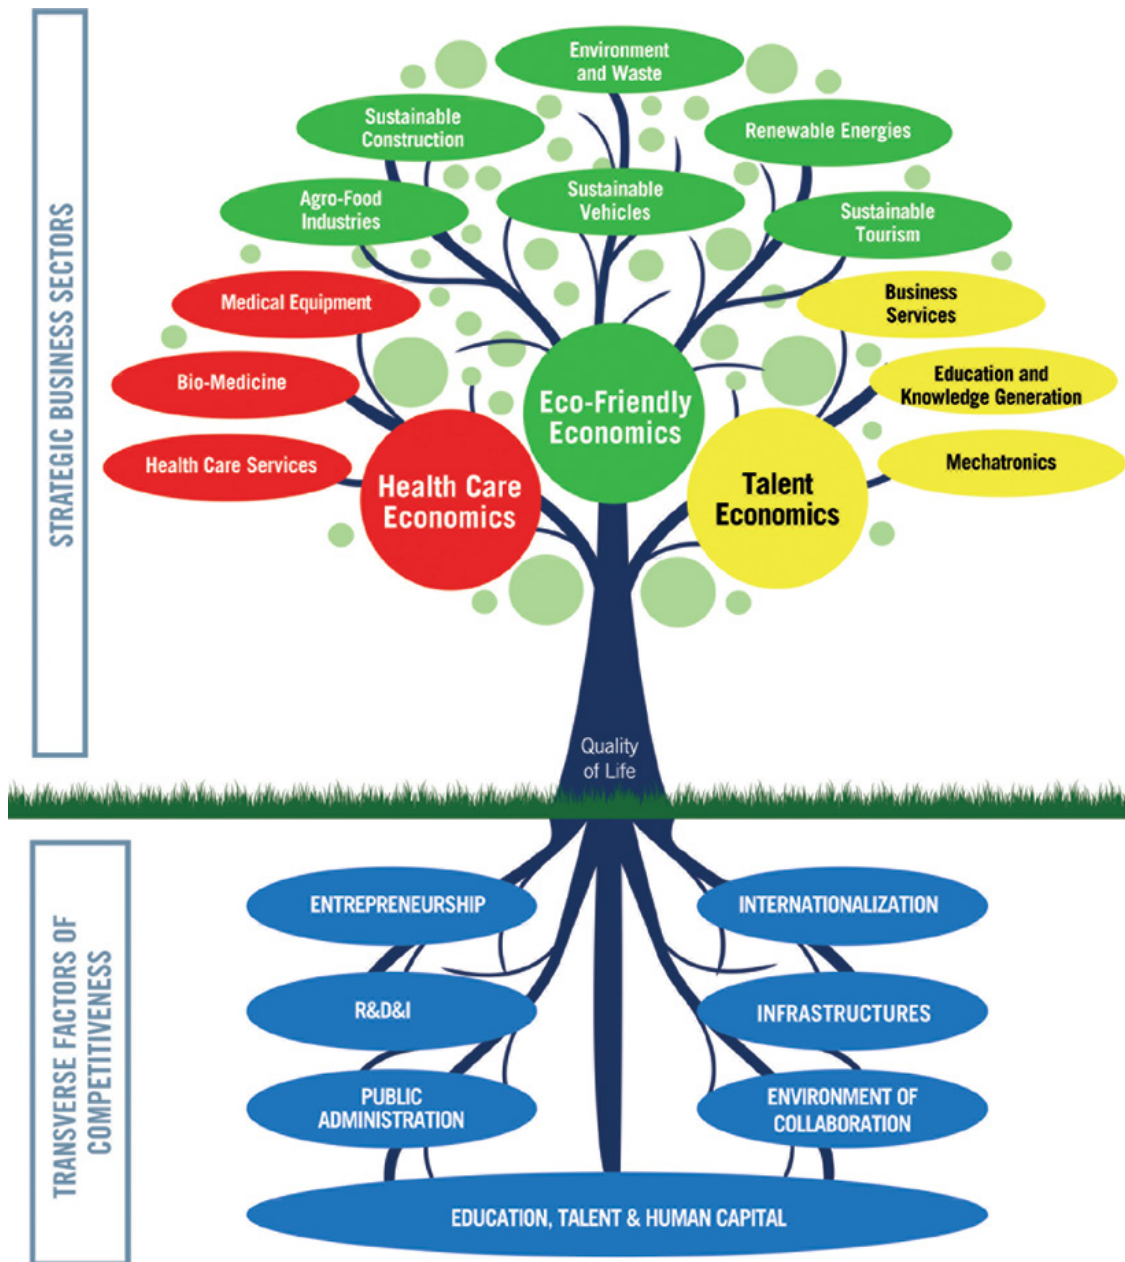 STRATEGIC BUSINESS SECTORS
Environment
and Waste
Sustainable
Construction
Renewable Energies
Agro-Food
Industries
Sustainable
Vehicles
Sustainable
Tourism
Medical Equipment
Business
Services
Bio-Medicine
Education and
Knowledge Generation
Health Care Services
Mechatronics
Eco-Friendly
Economics
Health Care
Economics
Talent
Economics
Quality
of Life
TRANSVERSE FACTORS OF
COMPETITIVENESS
ENTREPRENEURSHIP
INTERNATIONALIZATION
R&D&I
INFRASTRUCTURES
PUBLIC
ADMINISTRATION
ENVIRONMENT OF
COLLABORATION
EDUCATION, TALENT & HUMAN CAPITAL